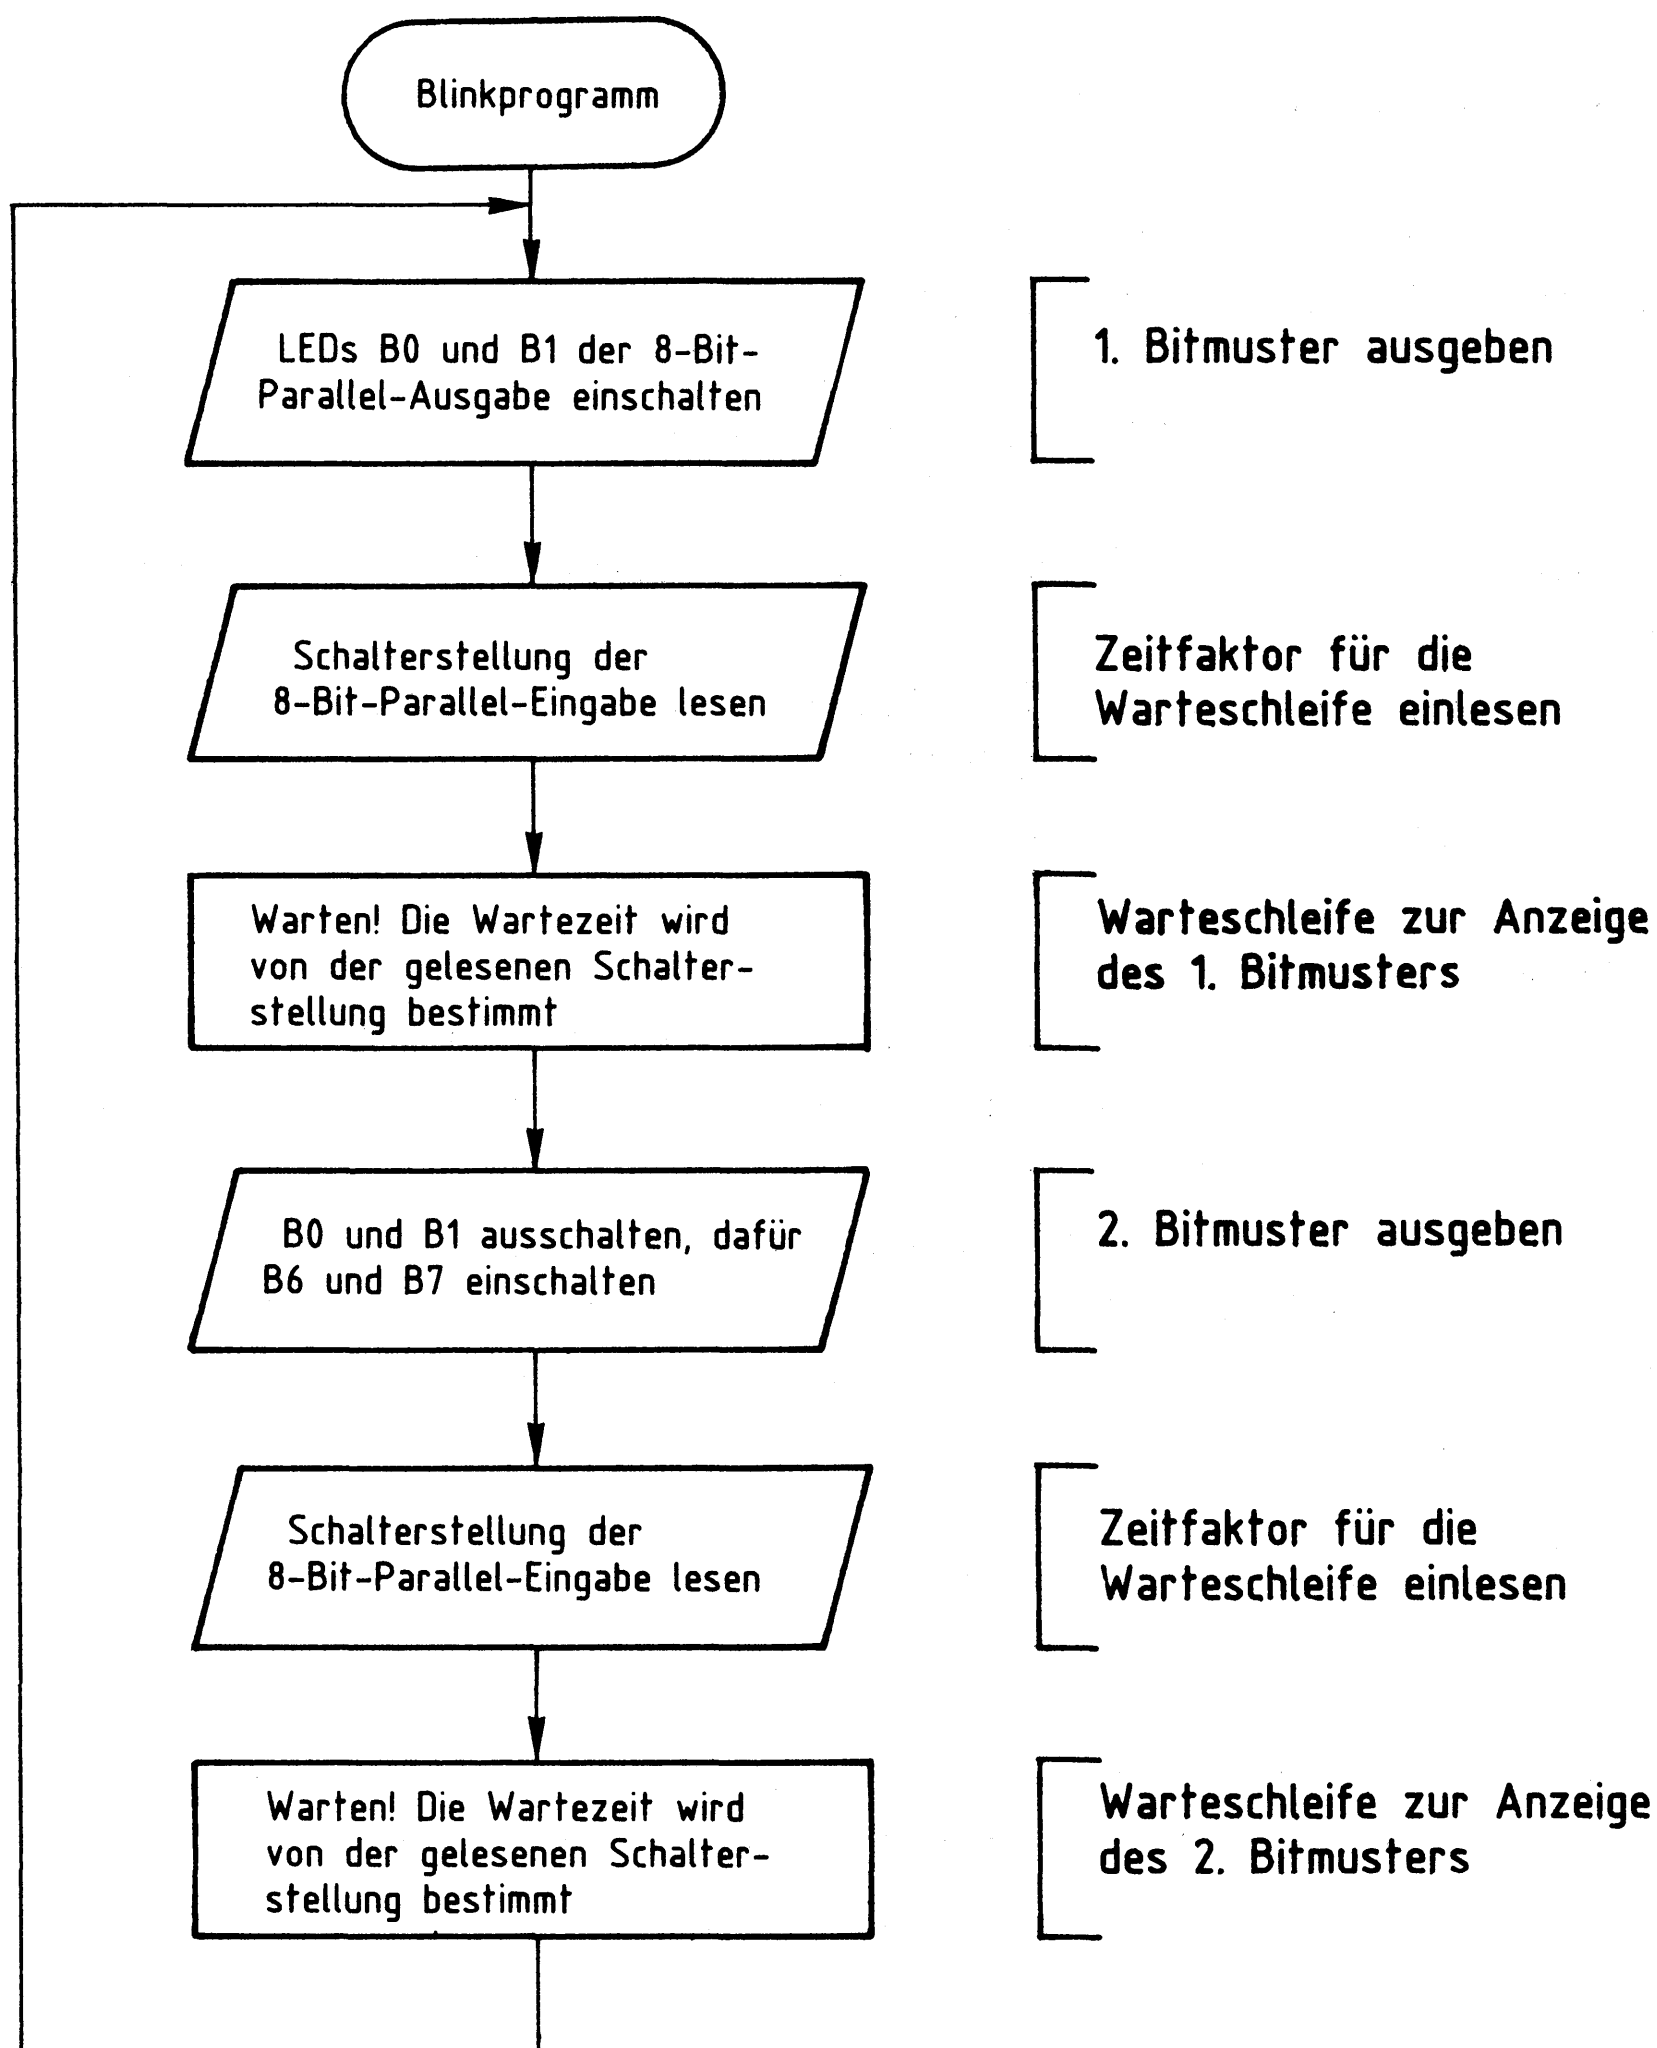 Blinkprogramm
LEDs B0 und B1 der 8-Bit-
Parallel-Ausgabe einschalten
1. Bitmuster ausgeben
Schalterstellung der
8-Bit-Parallel-Eingabe lesen
Zeitfaktor für die
Warteschleife einlesen
Warten! Die Wartezeit wird
von der gelesenen Schalter-
stellung bestimmt
Warteschleife zur Anzeige
des 1. Bitmusters
B0 und B1 ausschalten, dafür
B6 und B7 einschalten
2. Bitmuster ausgeben
Schalterstellung der
8-Bit-Parallel-Eingabe lesen
Zeitfaktor für die
Warteschleife einlesen
Warten! Die Wartezeit wird
von der gelesenen Schalter-
stellung bestimmt
Warteschleife zur Anzeige
des 2. Bitmusters